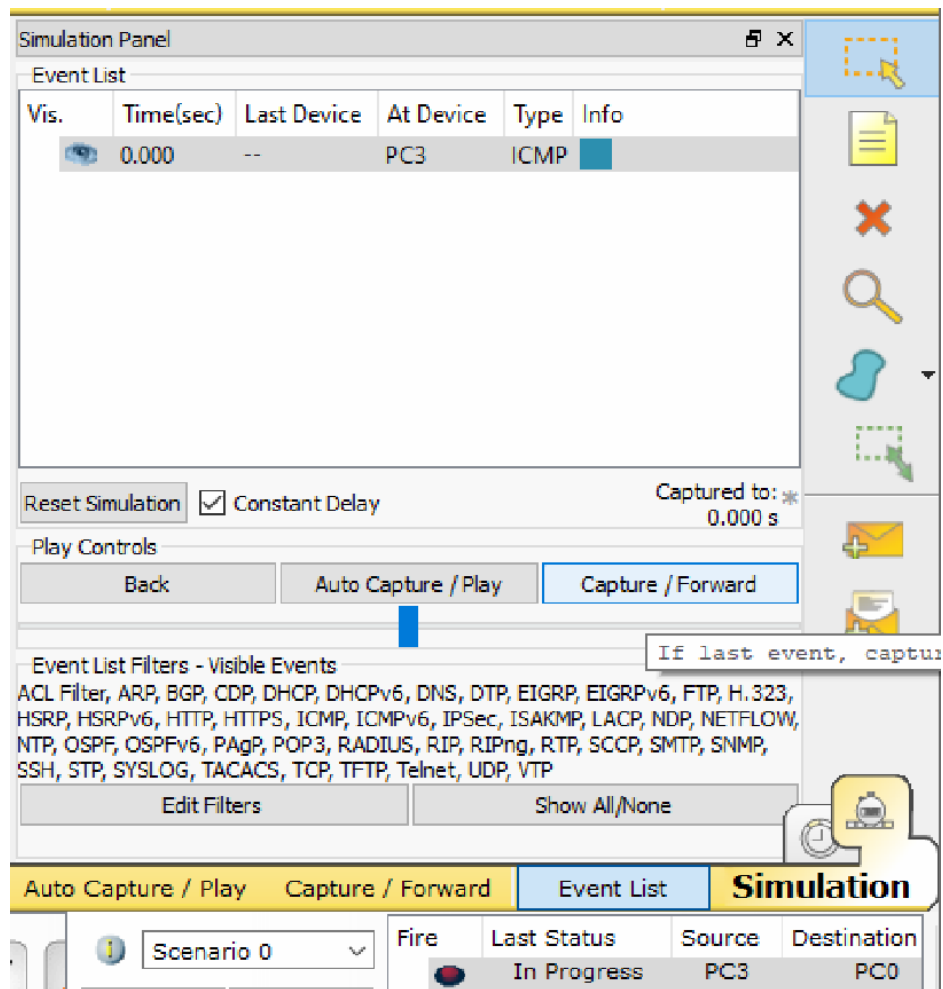 Simulation Panel
Event List
Vis. Time(sec) Last Device At Device Type Info
0.000 -- PC3 ICMP
Reset Simulation Constant Delay Captured to: *
0.000 s
Play Controls
Back Auto Capture / Play Capture / Forward
If last event, captur
Event List Filters - Visible Events
ACL Filter, ARP, BGP, CDP, DHCP, DHCPv6, DNS, DTP, EIGRP, EIGRPv6, FTP, H.323,
HSRP, HSRPv6, HTTP, HTTPS, ICMP, ICMPv6, IPSec, ISAKMP, LACP, NDP, NETFLOW,
NTP, OSPF, OSPFv6, PAgP, POP3, RADIUS, RIP, RIPng, RTP, SCCP, SMTP, SNMP,
SSH, STP, SYSLOG, TACACS, TCP, TFTP, Telnet, UDP, VTP
Edit Filters Show All/None
Auto Capture / Play Capture / Forward Event List Simulation
Scenario 0 Fire Last Status Source Destination
In Progress PC3 PC0